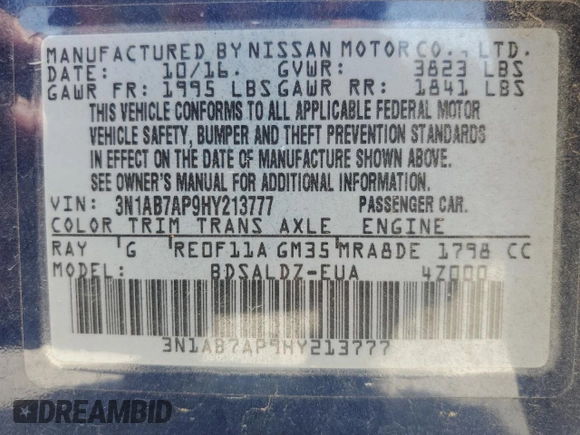 MANUFACTURED BY NISSAN MOTOR CO., LTD.
DATE: 10/16. GVWR: 3823 LBS
GAWR FR: 1995 LBS GAWR RR: 1841 LBS
THIS VEHICLE CONFORMS TO ALL APPLICABLE FEDERAL MOTOR
VEHICLE SAFETY, BUMPER AND THEFT PREVENTION STANDARDS
IN EFFECT ON THE DATE OF MANUFACTURE SHOWN ABOVE.
SEE OWNER'S MANUAL FOR ADDITIONAL INFORMATION.
VIN: 3N1AB7AP9HY213777 PASSENGER CAR.
COLOR TRIM TRANS AXLE ENGINE
RAY G RE0F11A GM35 MRA8DE 1798 CC
MODEL: BDSALDZ-EUA 4Z000
3N1AB7AP9HY213777
DREAMBID